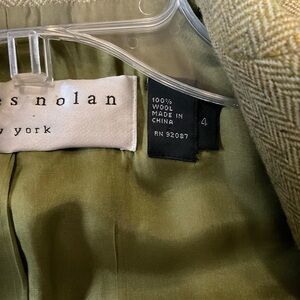 es nolan
w york
100%
WOOL
MADE IN
CHINA
RN 92087
4